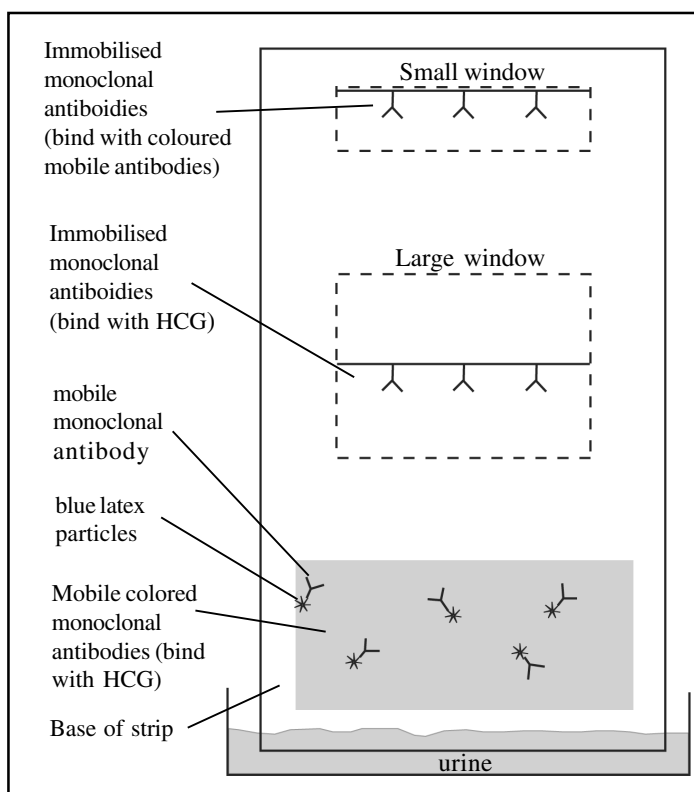 Immobilised
monoclonal
antiboidies
(bind with coloured
mobile antibodies)
Small window
Immobilised
monoclonal
antiboidies
(bind with HCG)
Large window
mobile
monoclonal
antibody
blue latex
particles
Mobile colored
monoclonal
antibodies (bind
with HCG)
Base of strip
urine